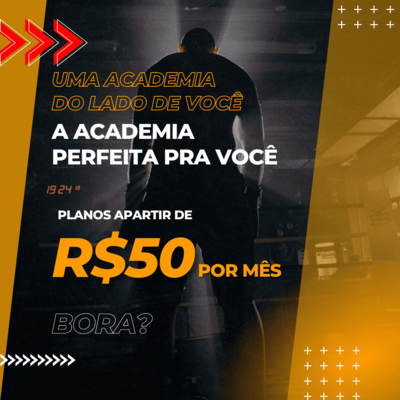 UMA ACADEMIA
DO LADO DE VOCÊ
A ACADEMIA
PERFEITA PRA VOCÊ
19 24
PLANOS APARTIR DE
R$50 POR MÊS
BORA?